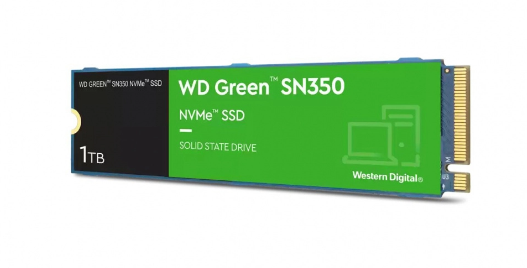 WD GREEN™ SN350 NVMe™ SSD
1TB
WD Green™ SN350
NVMe™ SSD
SOLID STATE DRIVE
Western Digital®
M